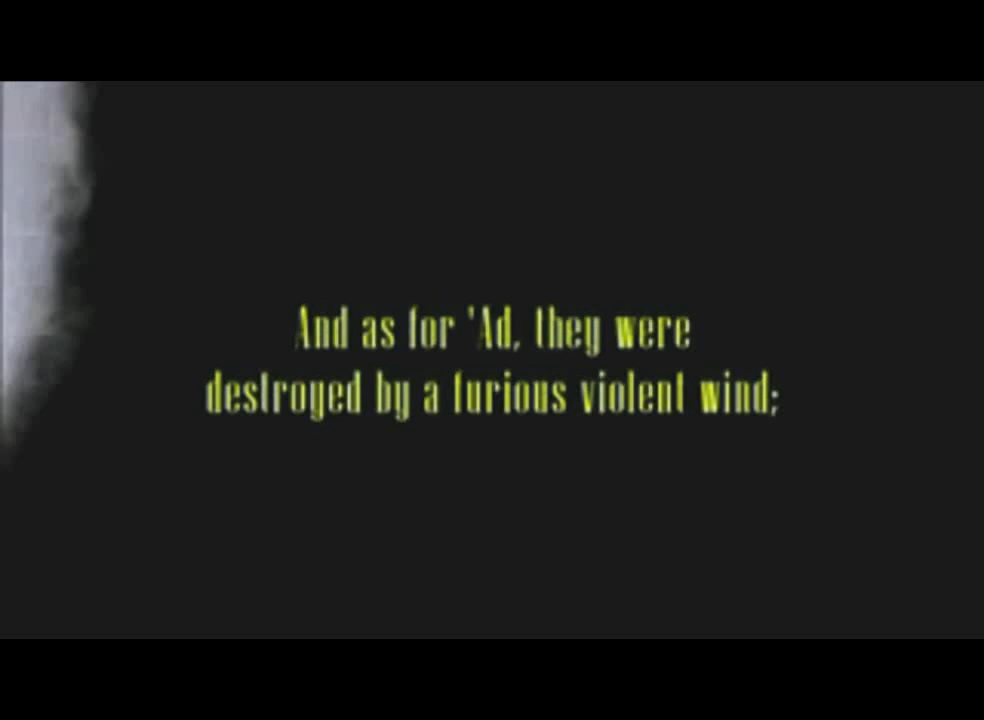 And as for 'Ad, they were
destroyed by a furious violent wind;